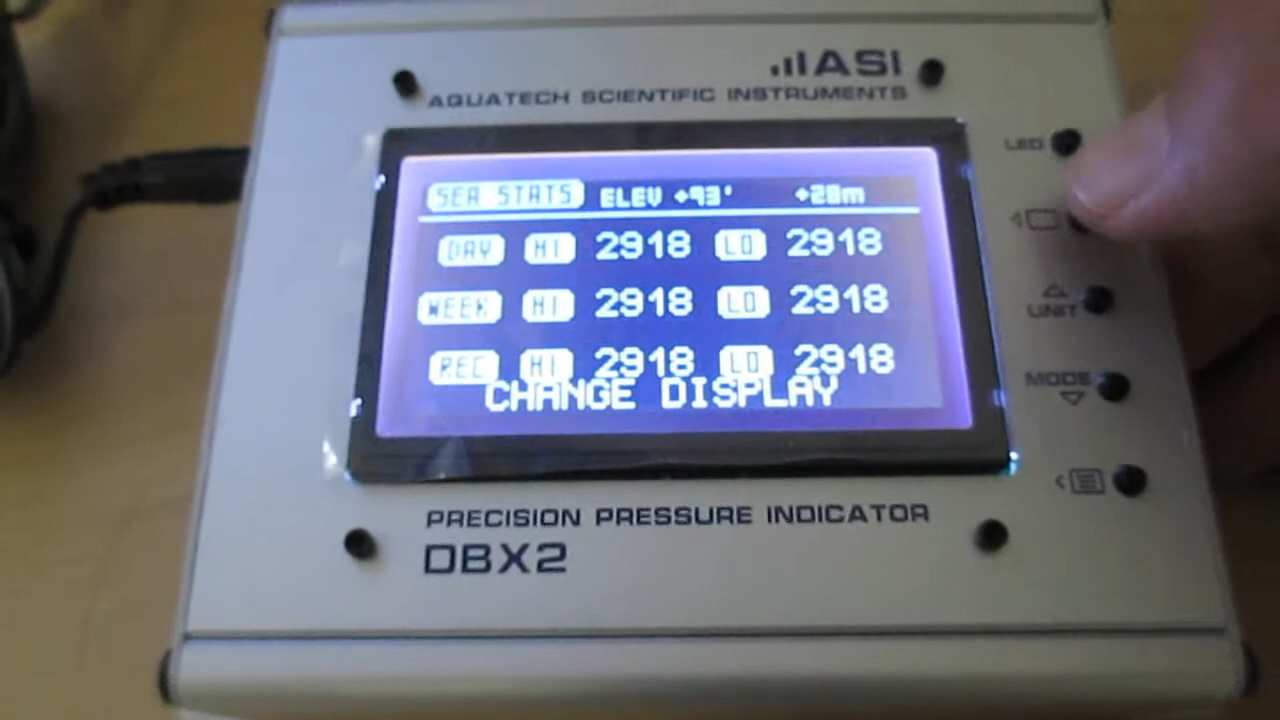 ASI
AQUATECH SCIENTIFIC INSTRUMENTS
LEO
SEA STATS ELEV +93' +28m
DAY HI 2918 LO 2918
WEEK HI 2918 LO 2918
UNIT
REC HI 2918 LO 2918
MODE
CHANGE DISPLAY
PRECISION PRESSURE INDICATOR
DBX2